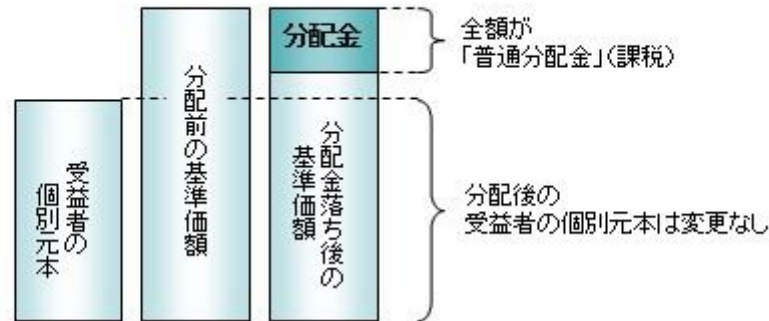 分配金
全額が
「普通分配金」(課税)
受益者の
個別元本
分配前の基準価額
分配金落ち後の
基準価額
分配後の
受益者の個別元本は変更なし